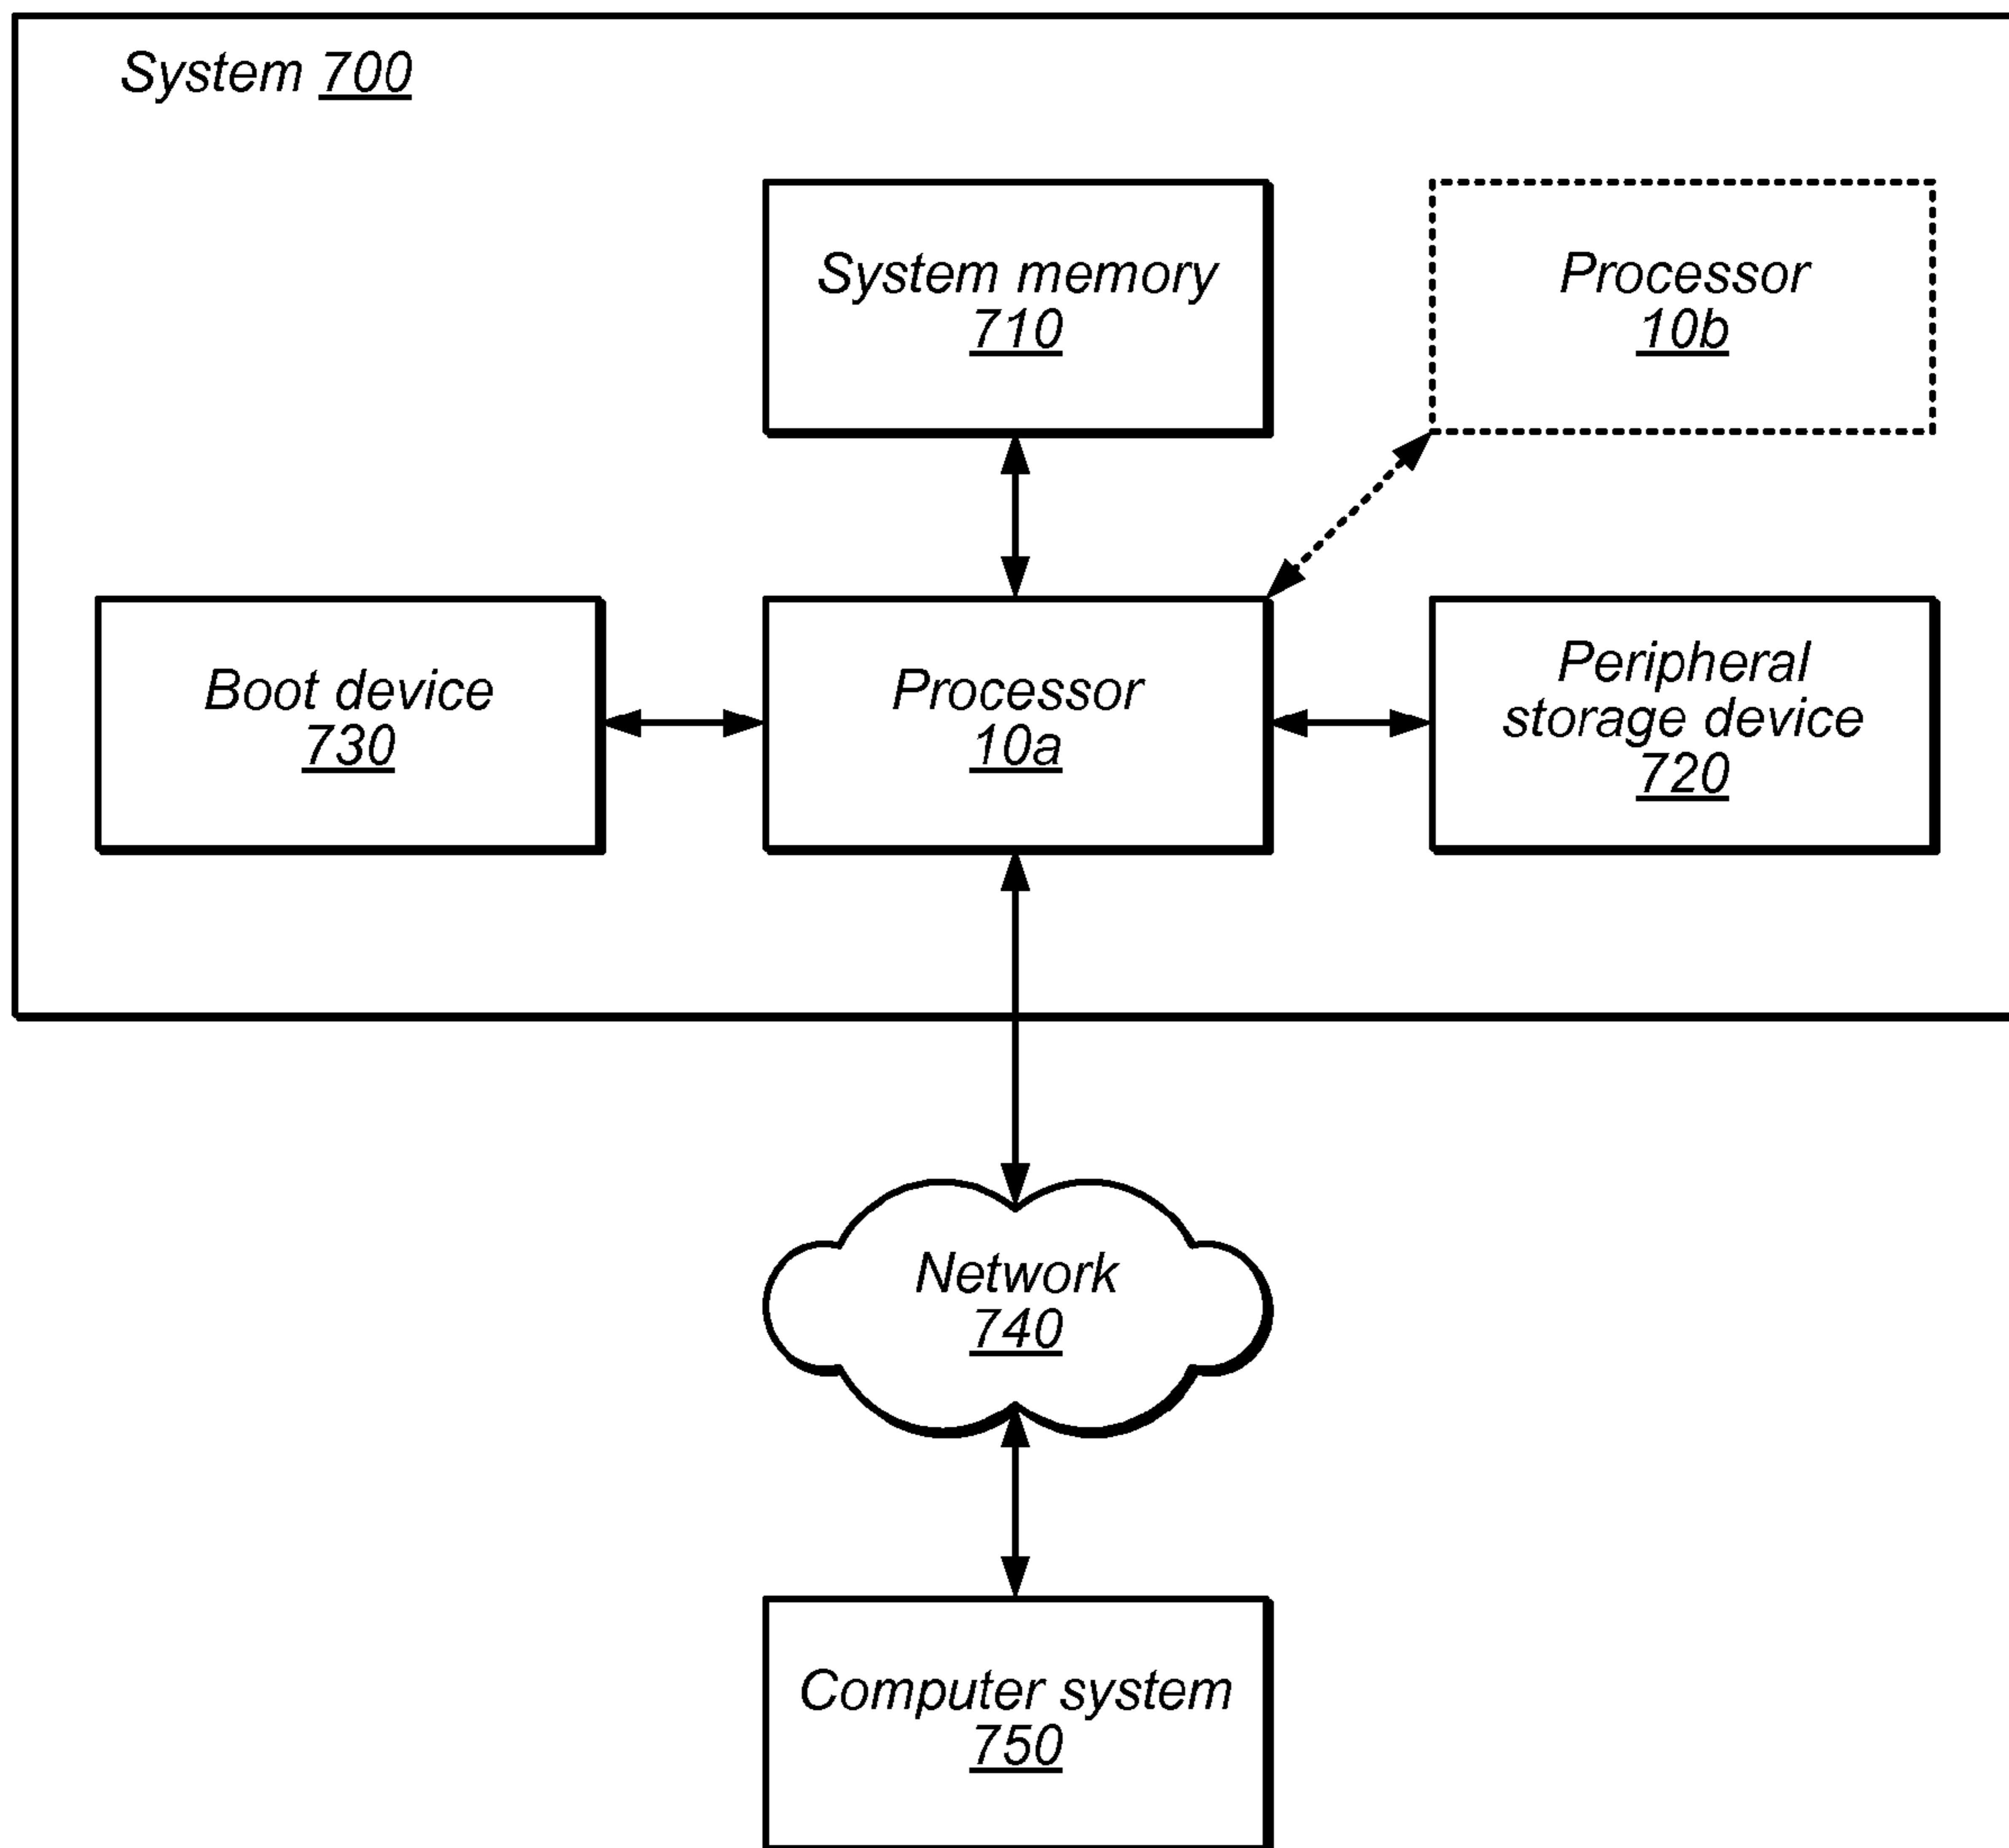 System 700
System memory
710
Processor
10b
Boot device
730
Processor
10a
Peripheral
storage device
720
Network
740
Computer system
750